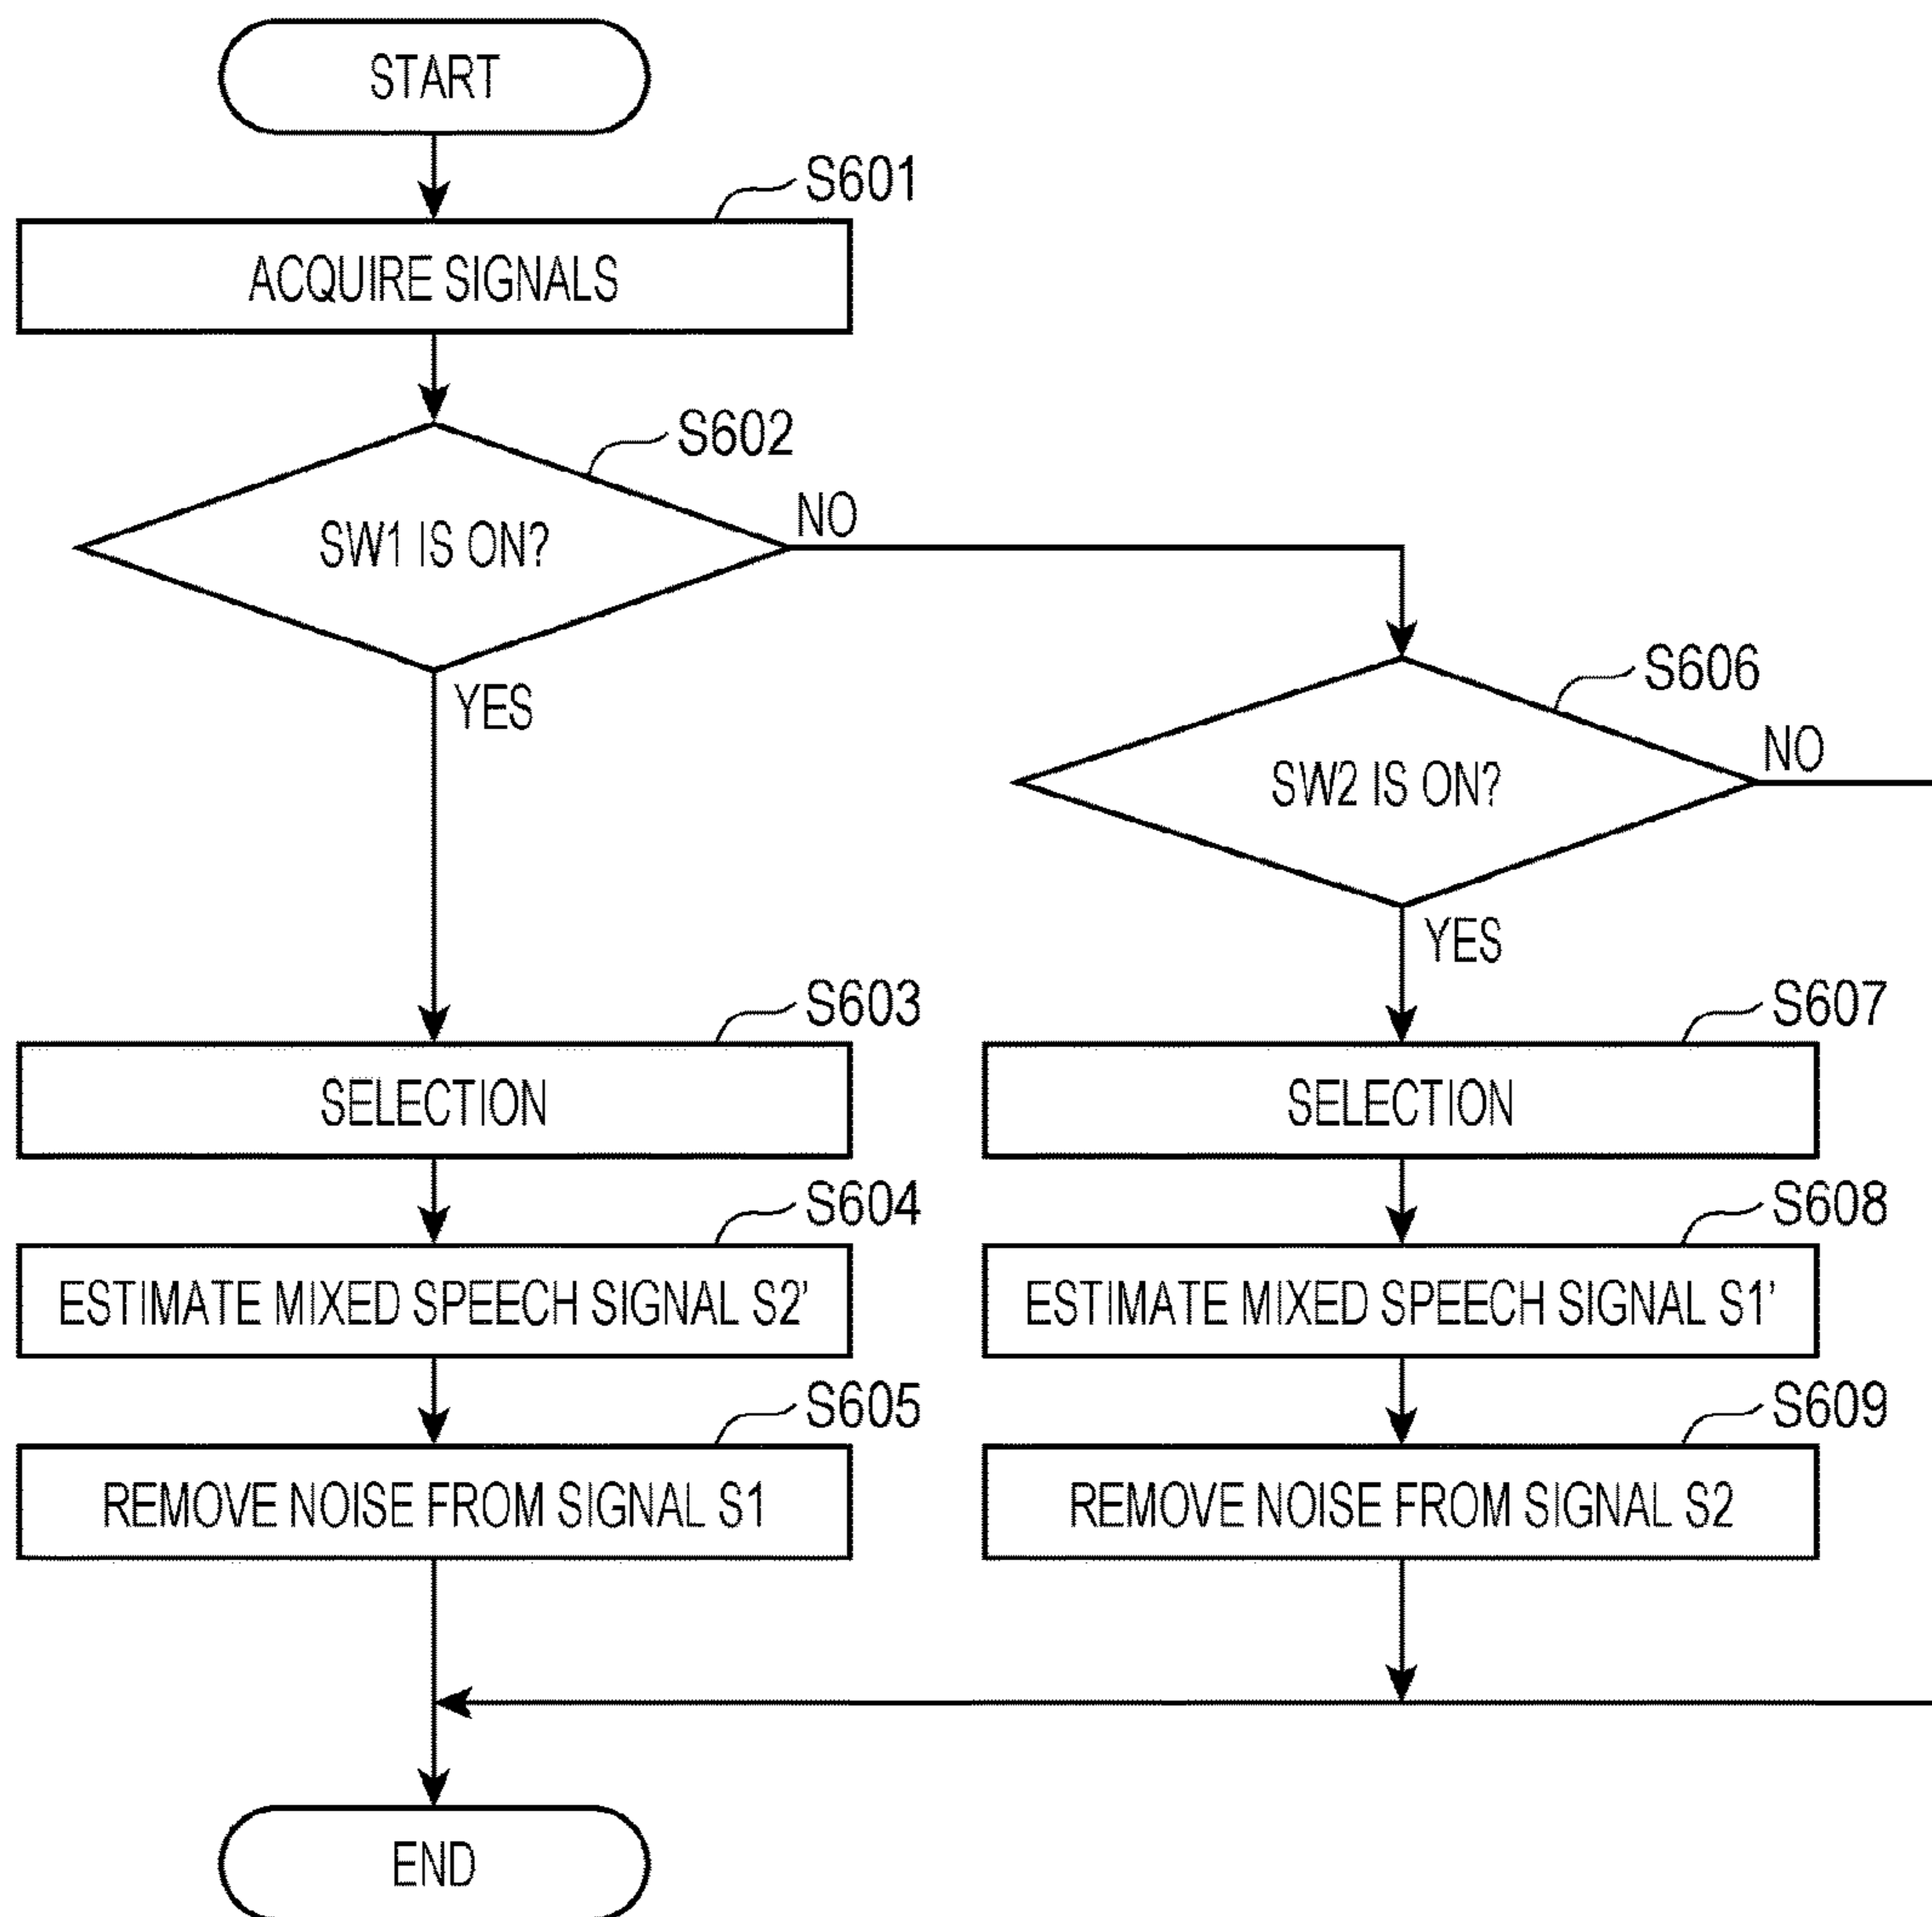 START
S601
ACQUIRE SIGNALS
S602
SW1 IS ON?
NO
YES
S606
SW2 IS ON?
NO
YES
S603
SELECTION
S604
ESTIMATE MIXED SPEECH SIGNAL S2'
S605
REMOVE NOISE FROM SIGNAL S1
S607
SELECTION
S608
ESTIMATE MIXED SPEECH SIGNAL S1'
S609
REMOVE NOISE FROM SIGNAL S2
END